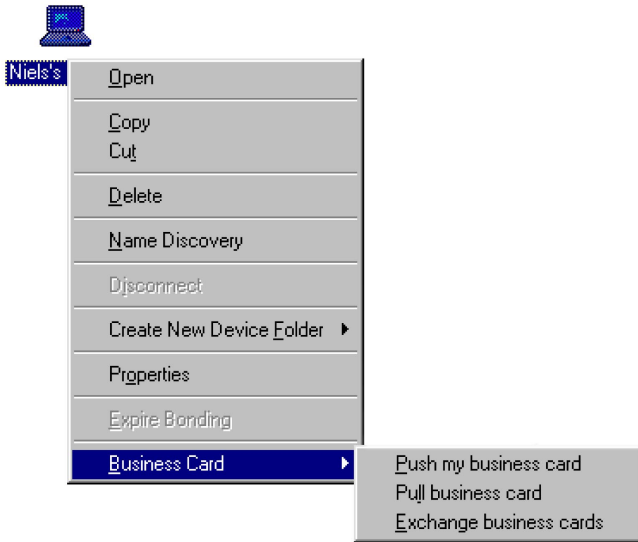 Niels's
Open
Copy
Cut
Delete
Name Discovery
Disconnect
Create New Device Folder
Properties
Expire Bonding
Business Card
Push my business card
Pull business card
Exchange business cards